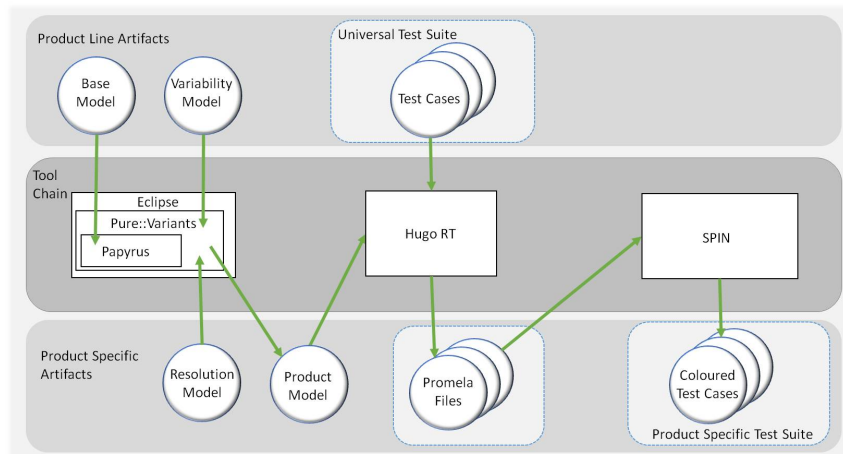 Product Line Artifacts
Universal Test Suite
Base
Model
Variability
Model
Test Cases
Tool
Chain
Eclipse
Pure::Variants
Papyrus
Hugo RT
SPIN
Product Specific
Artifacts
Resolution
Model
Product
Model
Promela
Files
Coloured
Test Cases
Product Specific Test Suite